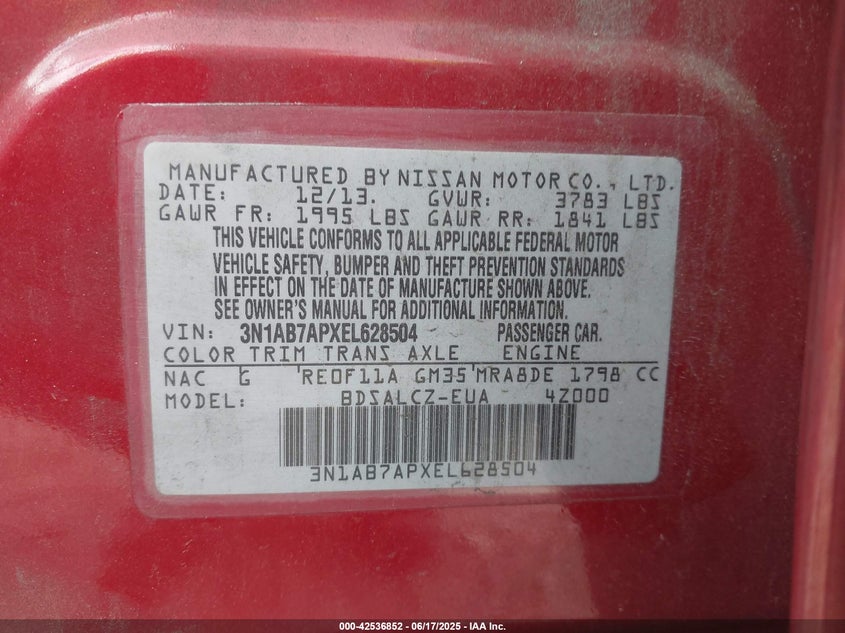 MANUFACTURED BY NISSAN MOTOR CO., LTD.
DATE: 12/13. GVWR: 3783 LBS
GAWR FR: 1995 LBS GAWR RR: 1841 LBS
THIS VEHICLE CONFORMS TO ALL APPLICABLE FEDERAL MOTOR
VEHICLE SAFETY, BUMPER AND THEFT PREVENTION STANDARDS
IN EFFECT ON THE DATE OF MANUFACTURE SHOWN ABOVE.
SEE OWNER'S MANUAL FOR ADDITIONAL INFORMATION.
VIN: 3N1AB7APXEL628504 PASSENGER CAR.
COLOR TRIM TRANS AXLE ENGINE
NAC G 'RE0F11A GM35'MRA8DE 1798 CC
MODEL: BDSALCZ-EUA 4Z000
3N1AB7APXEL628504
000-42536852 - 06/17/2025 - IAA Inc.